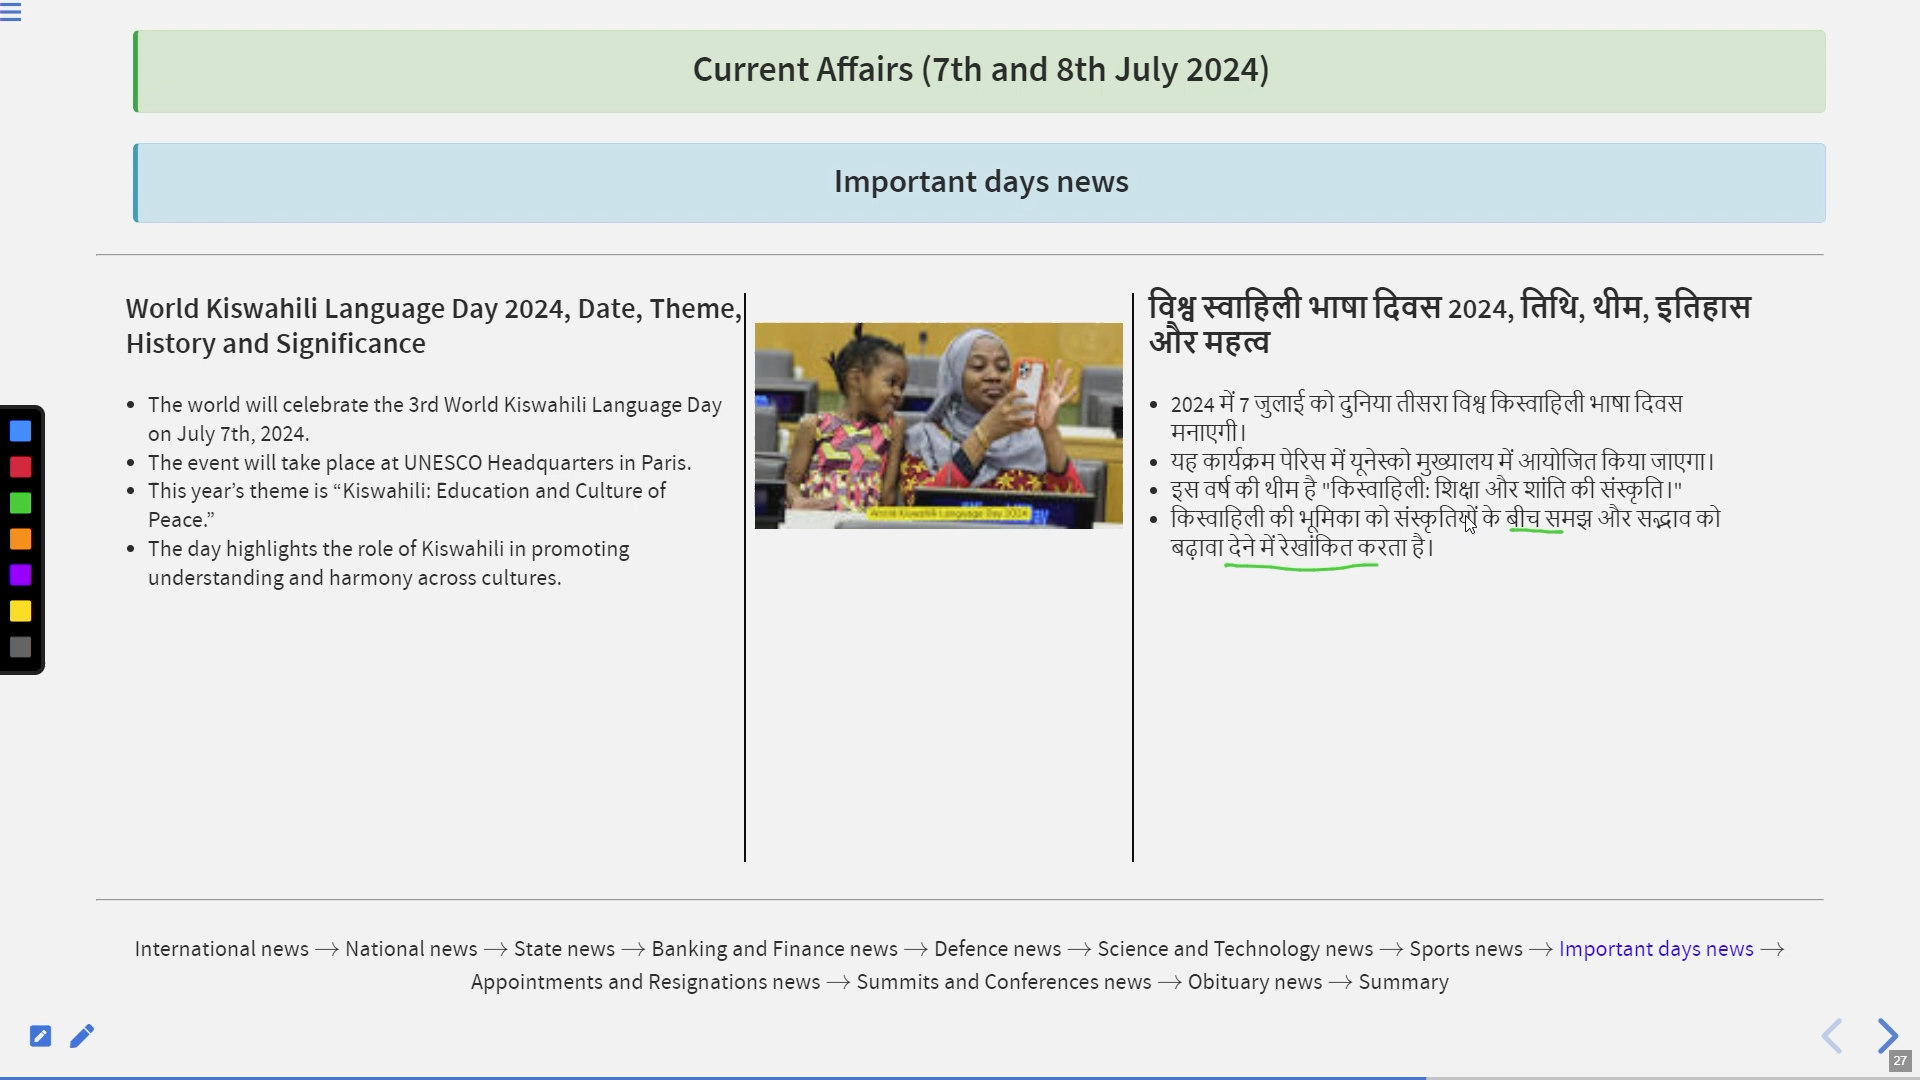 Current Affairs (7th and 8th July 2024)
Important days news
World Kiswahili Language Day 2024, Date, Theme,
History and Significance
• The world will celebrate the 3rd World Kiswahili Language Day
on July 7th, 2024.
• The event will take place at UNESCO Headquarters in Paris.
• This year’s theme is “Kiswahili: Education and Culture of
Peace.”
• The day highlights the role of Kiswahili in promoting
understanding and harmony across cultures.
World Kiswahili Language Day 2024
विश्व स्वाहिली भाषा दिवस 2024, तिथि, थीम, इतिहास
और महत्व
• 2024 में 7 जुलाई को दुनिया तीसरा विश्व किस्वाहिली भाषा दिवस
मनाएगी।
• यह कार्यक्रम पेरिस में यूनेस्को मुख्यालय में आयोजित किया जाएगा।
• इस वर्ष की थीम है "किस्वाहिली: शिक्षा और शांति की संस्कृति।"
• किस्वाहिली की भूमिका को संस्कृतियों के बीच समझ और सद्भाव को
बढ़ावा देने में रेखांकित करता है।
International news → National news → State news → Banking and Finance news → Defence news → Science and Technology news → Sports news → Important days news →
Appointments and Resignations news → Summits and Conferences news → Obituary news → Summary
27